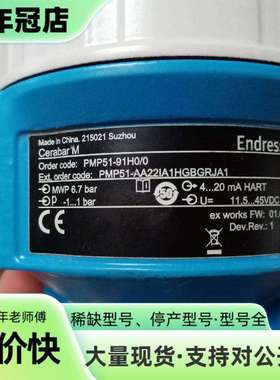 年冠店
Made in China, 215021 Suzhou
Cerabar M
Endress
Order code: PMP51-91H0/0
Ext. order code: PMP51-AA22IA1HGBGRJA1
MWP 6.7 bar
4...20 mA HART
p -1...1 bar
U= 11.5...45VDC
ex works FW: 01.
Dev.Rev.: 1
年老师傅
稀缺型号、停产型号·型号全
价快
大量现货·支持对公